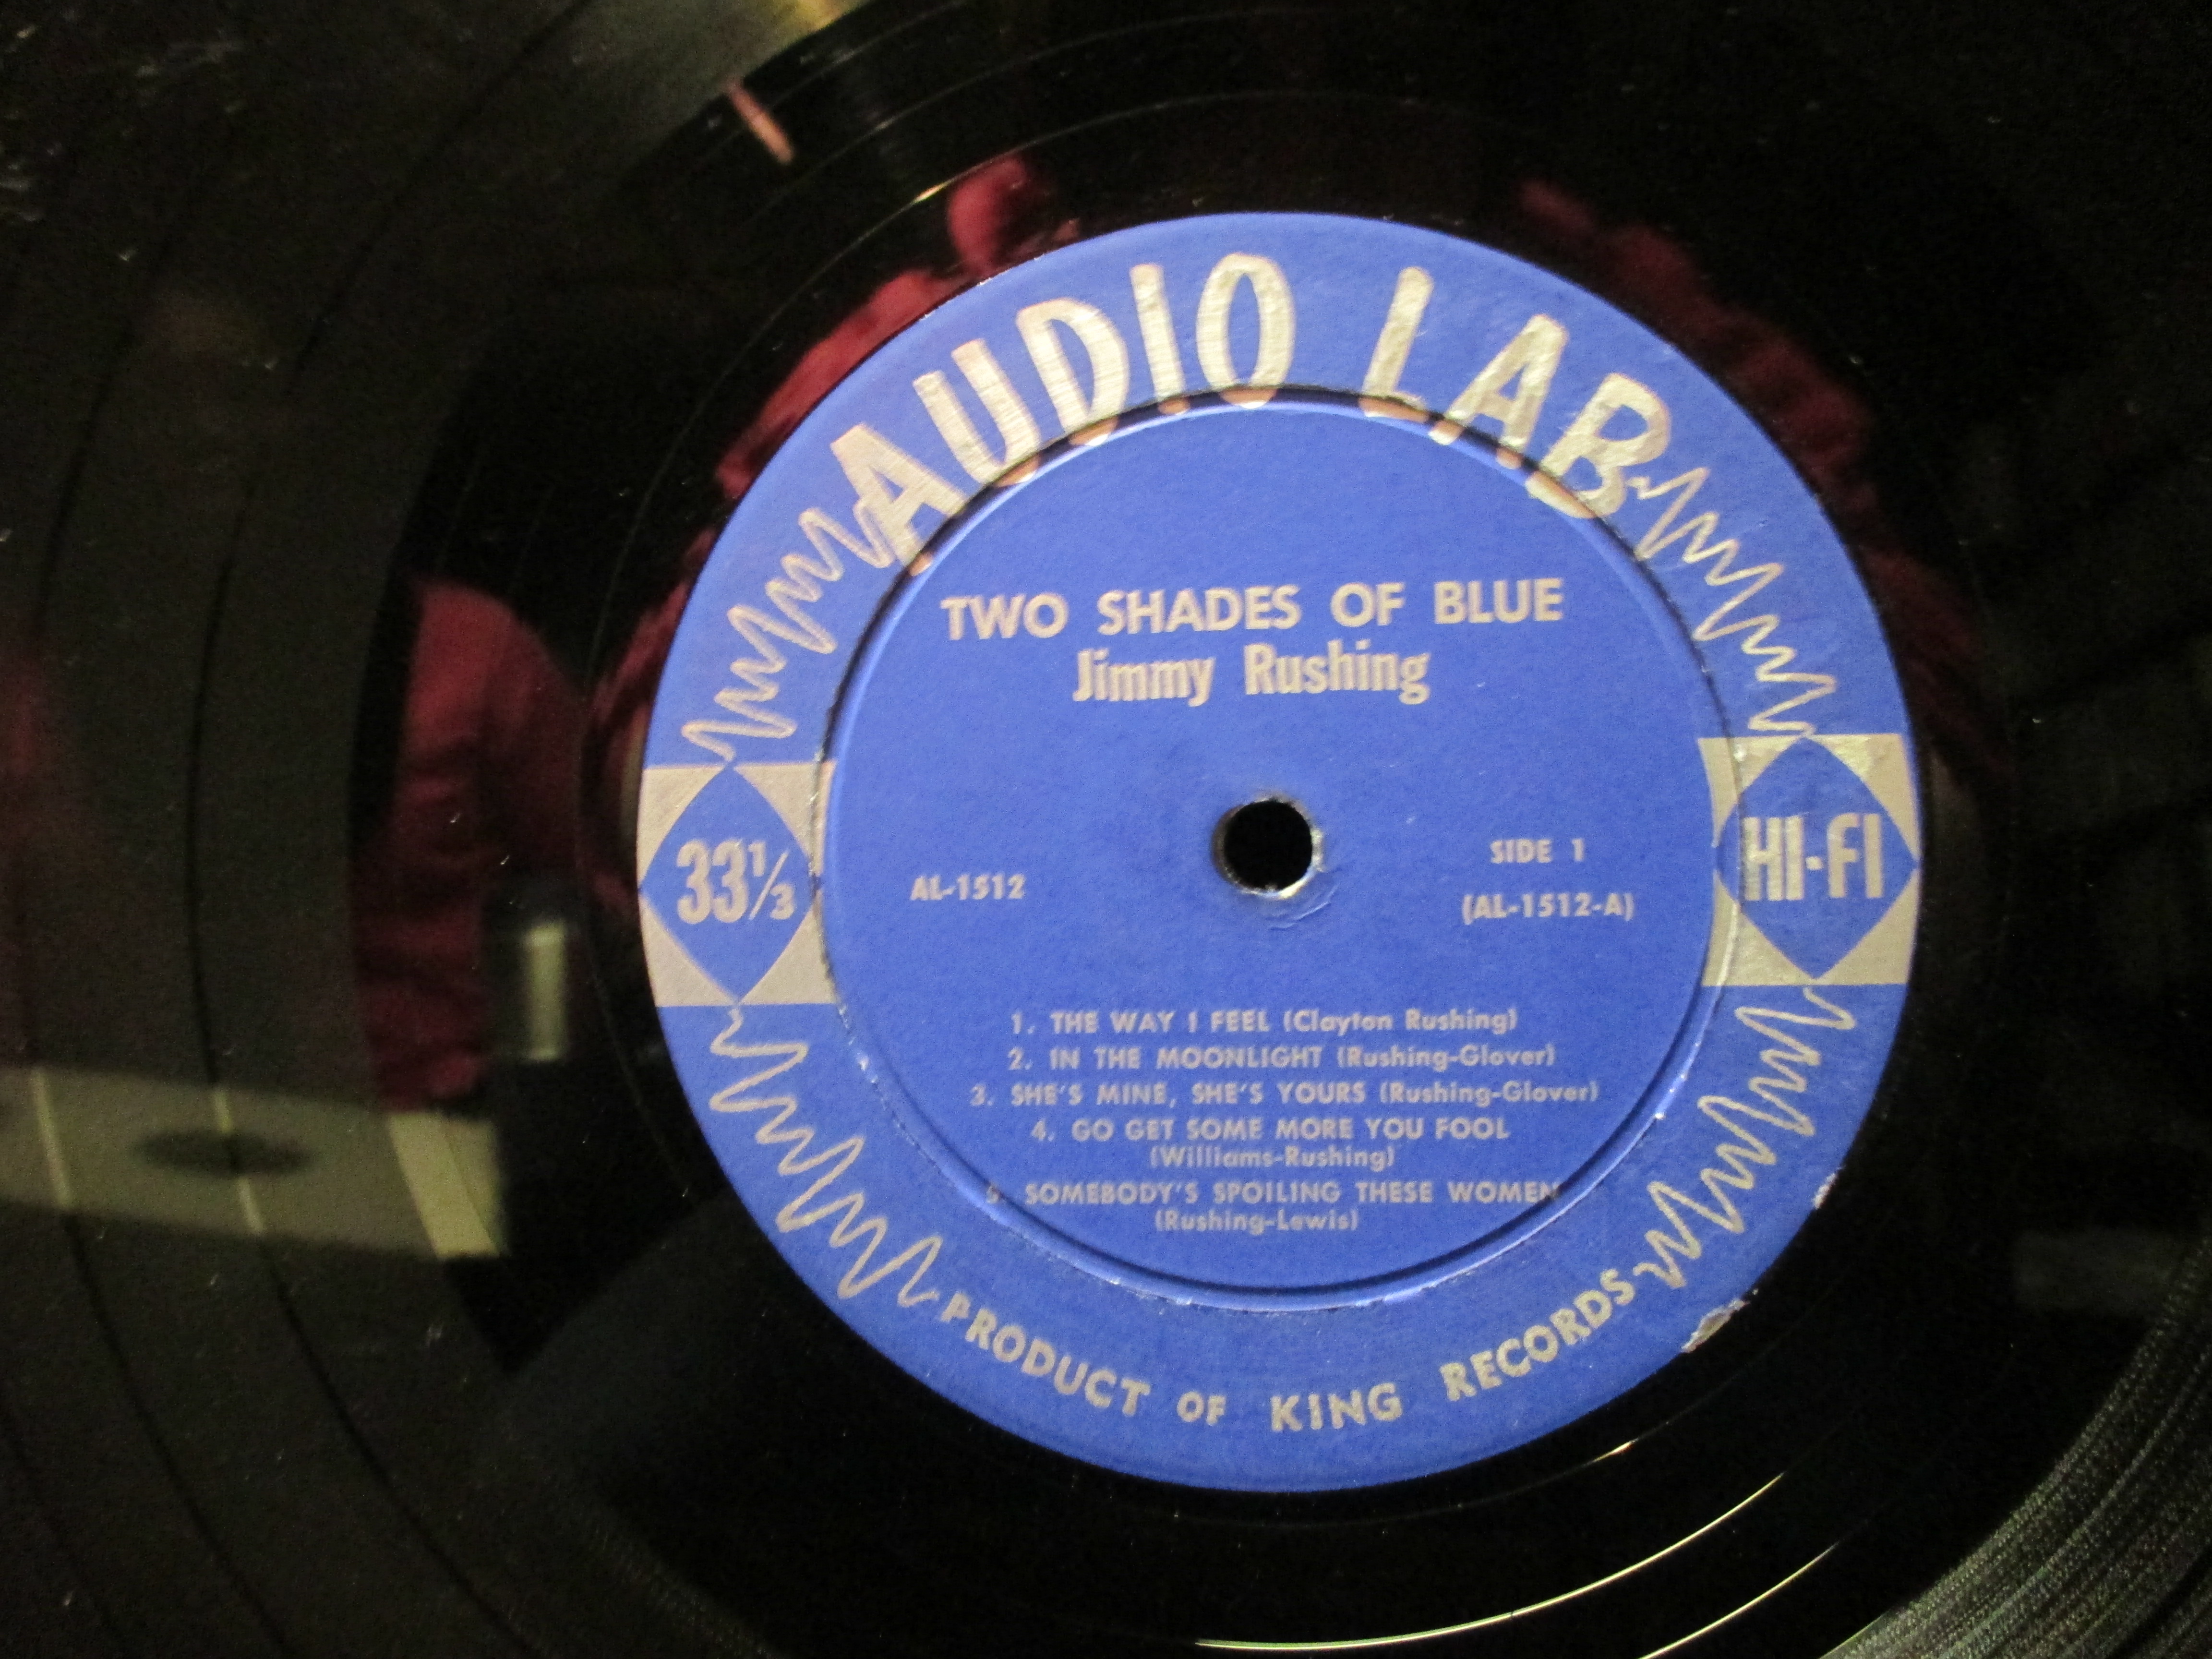 AUDIO LAB
TWO SHADES OF BLUE
Jimmy Rushing
33⅓
HI-FI
SIDE 1
AL-1512
(AL-1512-A)
1. THE WAY I FEEL (Clayton Rushing)
2. IN THE MOONLIGHT (Rushing-Glover)
3. SHE'S MINE, SHE'S YOURS (Rushing-Glover)
4. GO GET SOME MORE YOU FOOL
(Williams-Rushing)
5. SOMEBODY'S SPOILING THESE WOMEN
(Rushing-Lewis)
PRODUCT OF KING RECORDS